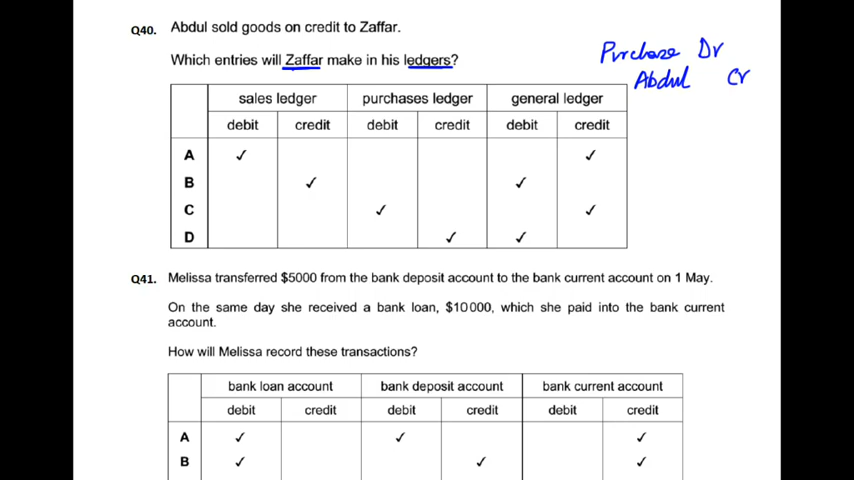 Q40. Abdul sold goods on credit to Zaffar.
Which entries will Zaffar make in his ledgers?
Purchase Dr
Abdul Cr
sales ledger purchases ledger general ledger
debit credit debit credit debit credit
A ✓ ✓
B ✓ ✓
C ✓ ✓
D ✓ ✓
Q41. Melissa transferred $5000 from the bank deposit account to the bank current account on 1 May.
On the same day she received a bank loan, $10 000, which she paid into the bank current
account.
How will Melissa record these transactions?
bank loan account bank deposit account bank current account
debit credit debit credit debit credit
A ✓ ✓ ✓
B ✓ ✓ ✓